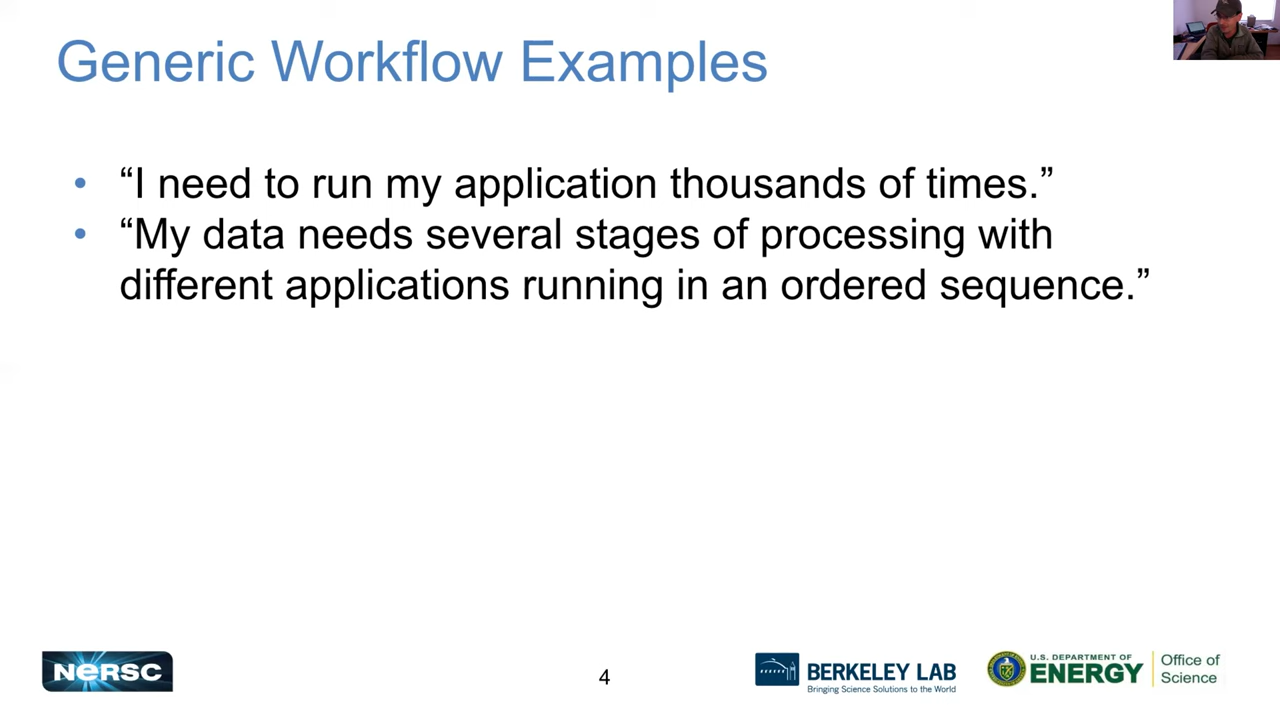 Generic Workflow Examples
• “I need to run my application thousands of times.”
• “My data needs several stages of processing with
different applications running in an ordered sequence.”
NERSC
4
BERKELEY LAB
Bringing Science Solutions to the World
U.S. DEPARTMENT OF
ENERGY
Office of
Science